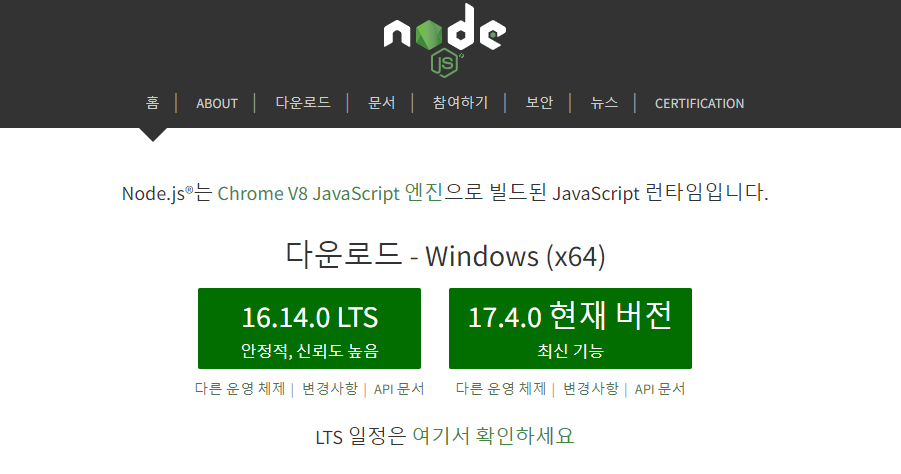 node
JS
홈 | ABOUT | 다운로드 | 문서 | 참여하기 | 보안 | 뉴스 | CERTIFICATION
Node.js®는 Chrome V8 JavaScript 엔진으로 빌드된 JavaScript 런타임입니다.
다운로드 - Windows (x64)
16.14.0 LTS
안정적, 신뢰도 높음
17.4.0 현재 버전
최신 기능
다른 운영 체제 | 변경사항 | API 문서
다른 운영 체제 | 변경사항 | API 문서
LTS 일정은 여기서 확인하세요